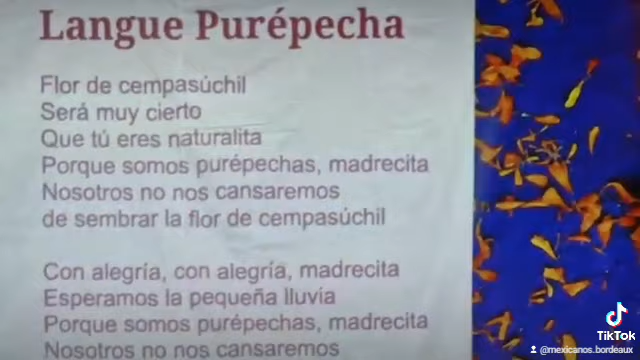 Langue Purépecha
Flor de cempasúchil
Será muy cierto
Que tú eres naturalita
Porque somos purépechas, madrecita
Nosotros no nos cansaremos
de sembrar la flor de cempasúchil
Con alegría, con alegría, madrecita
Esperamos la pequeña lluvia
Porque somos purépechas, madrecita
Nosotros no nos cansaremos
TikTok
@mexicanos.bordeaux